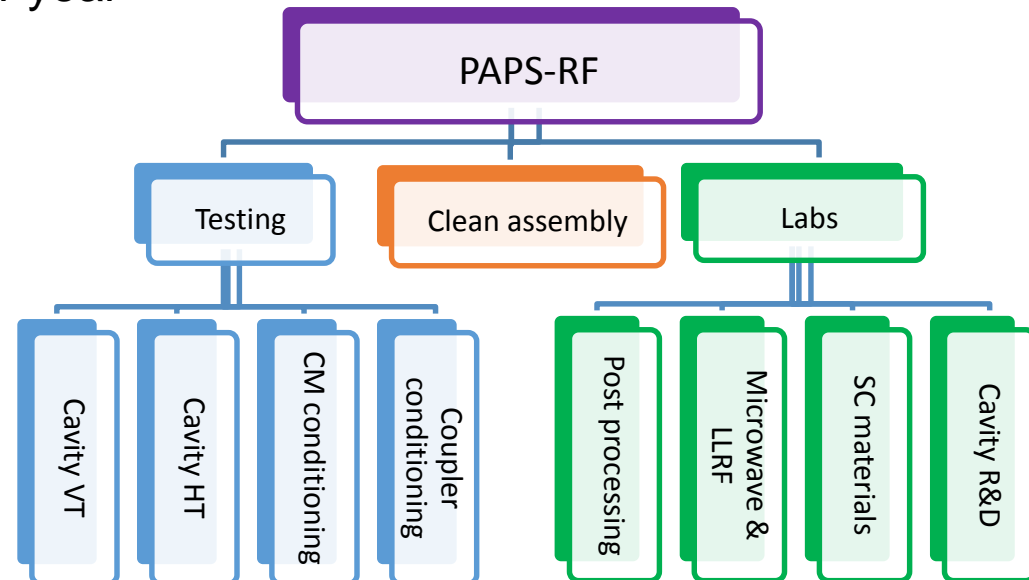 year
PAPS-RF
Testing
Clean assembly
Labs
Cavity VT
Cavity HT
CM conditioning
Coupler
conditioning
Post processing
Microwave &
LLRF
SC materials
Cavity R&D